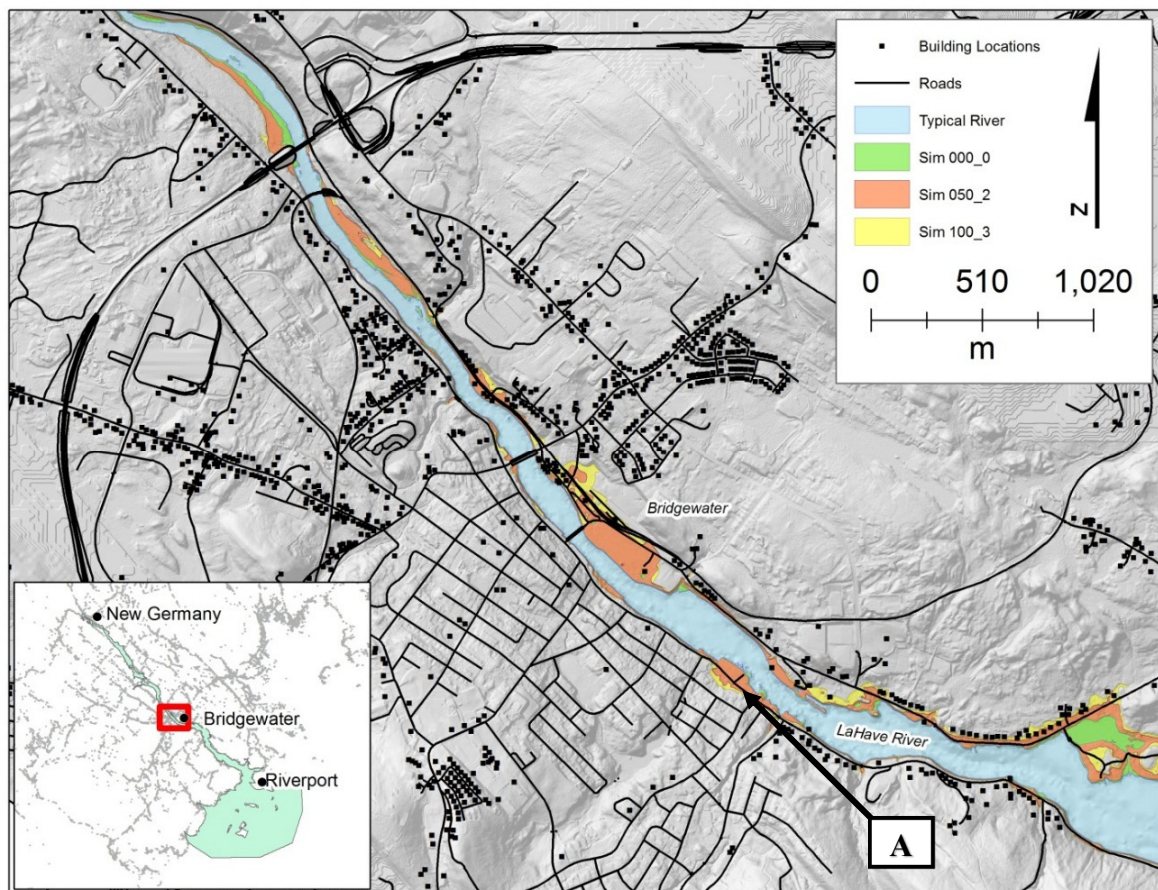 Building Locations
Roads
Typical River
Sim 000_0
Sim 050_2
Sim 100_3
N
0 510 1,020
m
Bridgewater
LaHave River
A
New Germany
Bridgewater
Riverport